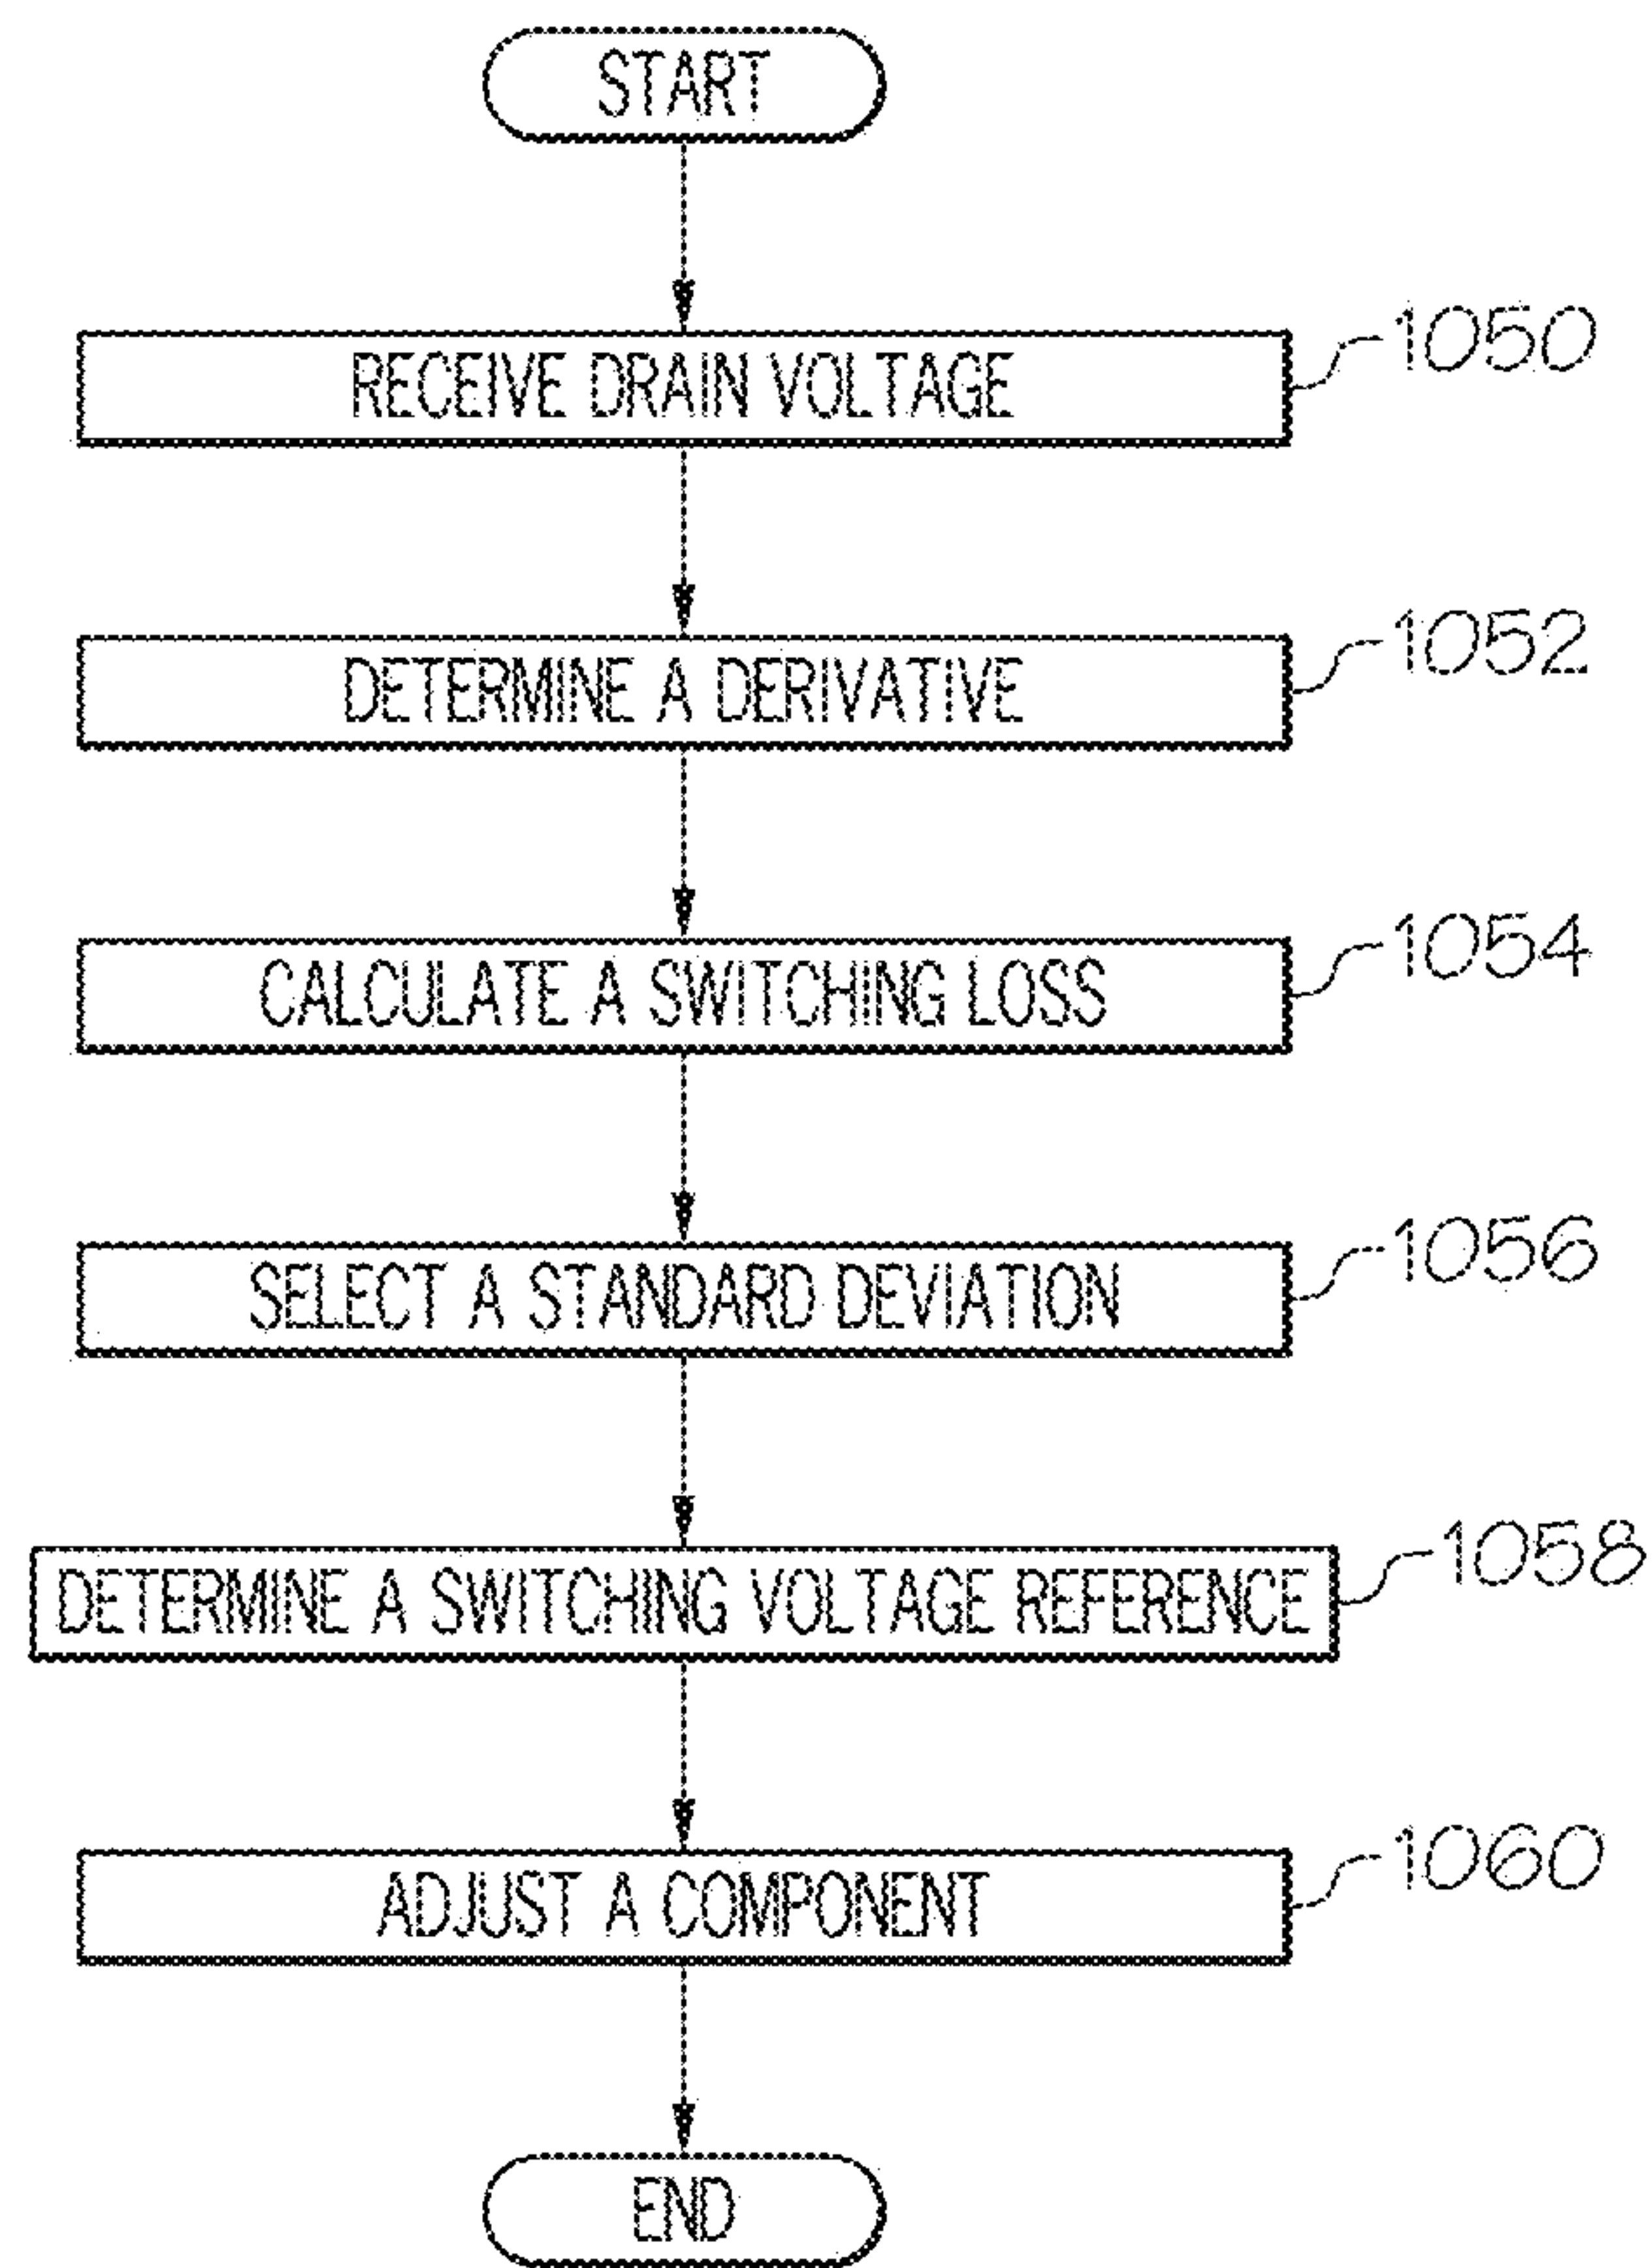 START
RECEIVE DRAIN VOLTAGE
1050
DETERMINE A DERIVATIVE
1052
CALCULATE A SWITCHING LOSS
1054
SELECT A STANDARD DEVIATION
1056
DETERMINE A SWITCHING VOLTAGE REFERENCE
1058
ADJUST A COMPONENT
1060
END